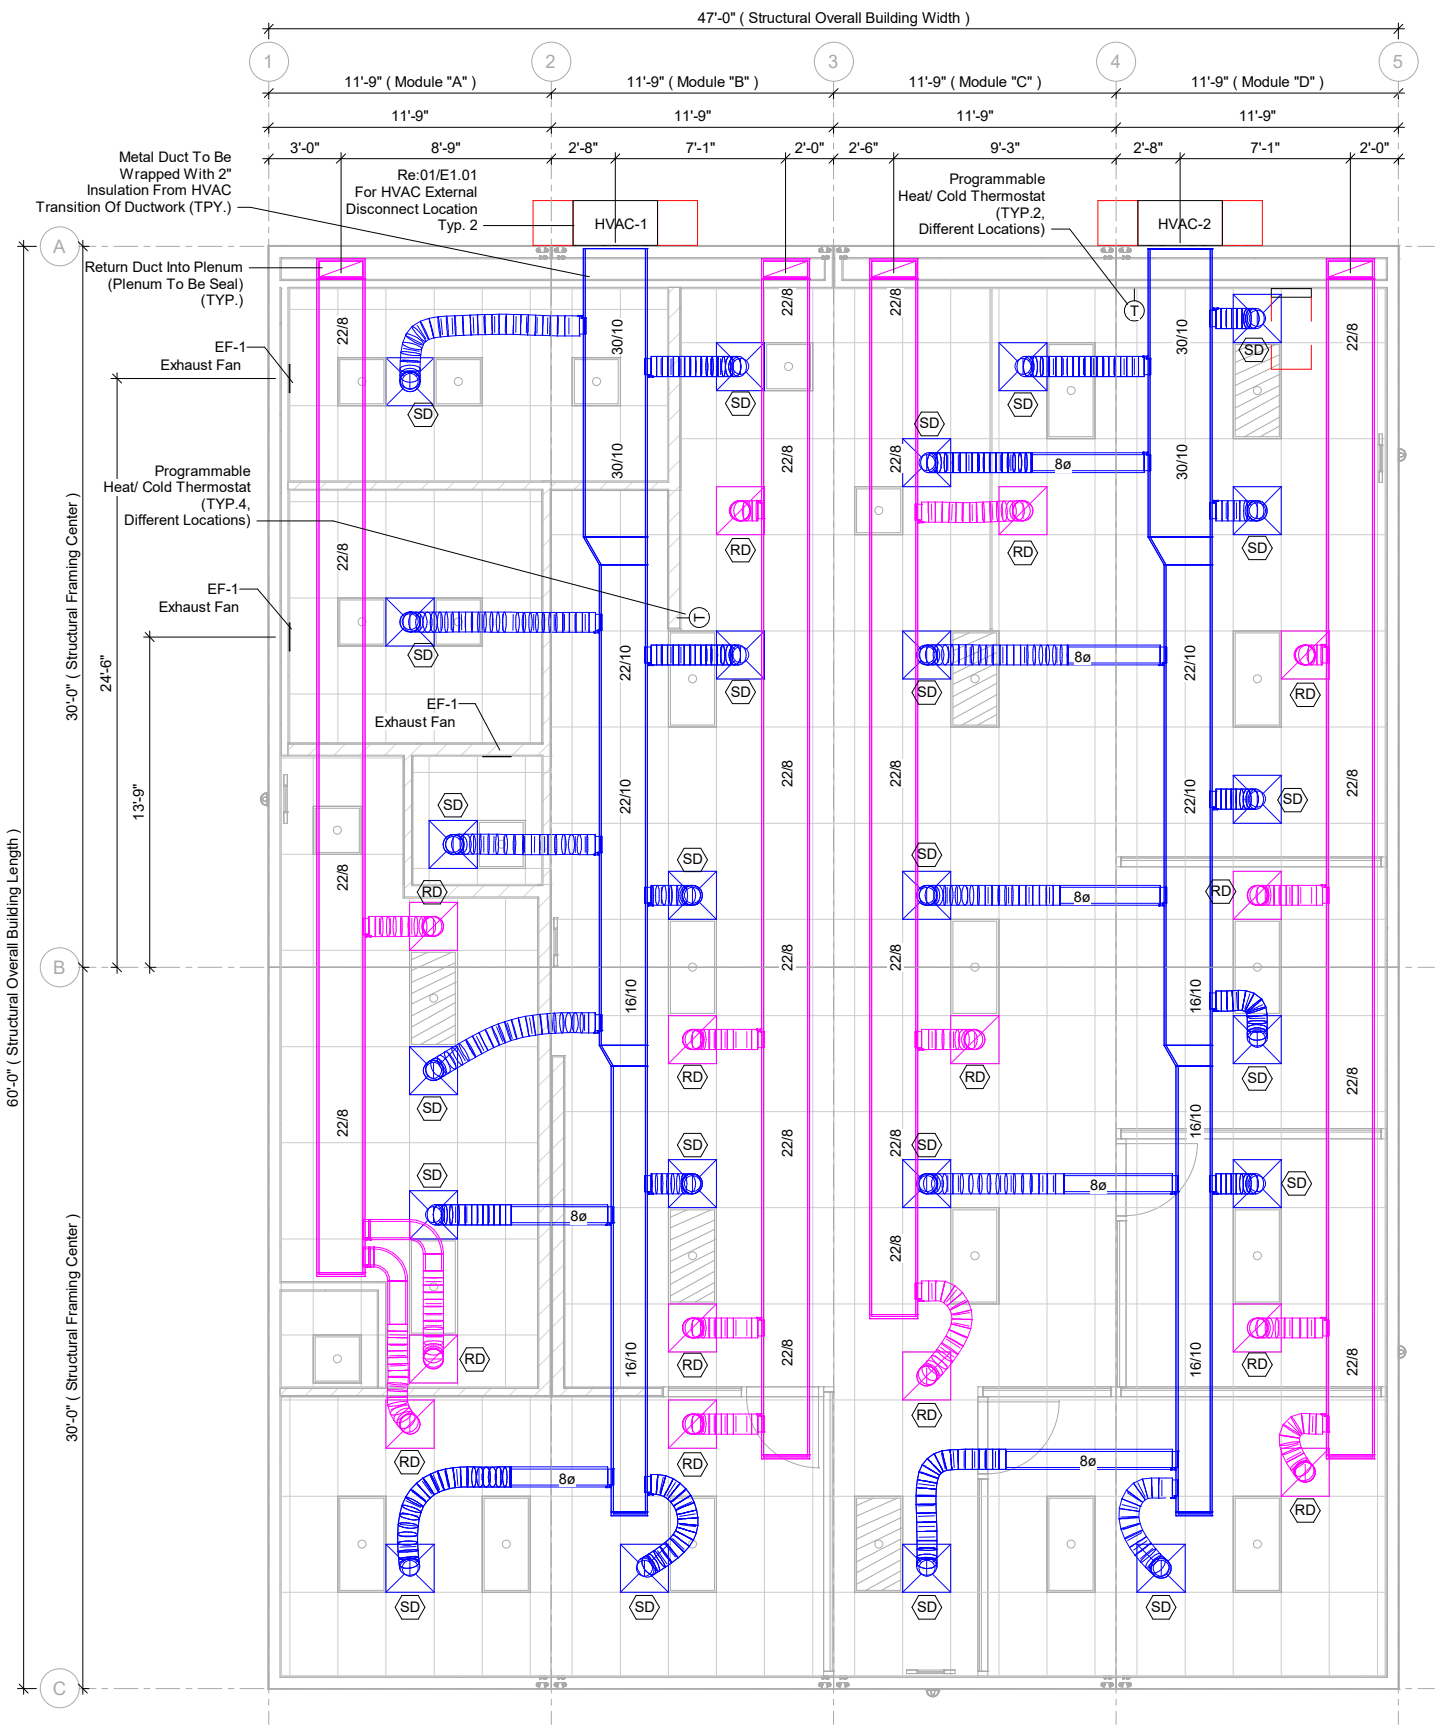 47'-0" ( Structural Overall Building Width )
1
2
3
4
5
11'-9" ( Module "A" )
11'-9" ( Module "B" )
11'-9" ( Module "C" )
11'-9" ( Module "D" )
11'-9"
11'-9"
11'-9"
11'-9"
3'-0"
8'-9"
2'-8"
7'-1"
2'-0"
2'-6"
9'-3"
2'-8"
7'-1"
2'-0"
Metal Duct To Be
Wrapped With 2"
Insulation From HVAC
Transition Of Ductwork (TPY.)
Re:01/E1.01
For HVAC External
Disconnect Location
Typ. 2
HVAC-1
Programmable
Heat/ Cold Thermostat
(TYP.2,
Different Locations)
HVAC-2
A
Return Duct Into Plenum
(Plenum To Be Seal)
(TYP.)
EF-1
Exhaust Fan
Programmable
Heat/ Cold Thermostat
(TYP.4,
Different Locations)
EF-1
Exhaust Fan
EF-1
Exhaust Fan
30'-0" ( Structural Framing Center )
24'-6"
13'-9"
60'-0" ( Structural Overall Building Length )
B
30'-0" ( Structural Framing Center )
C
22/8
22/8
22/8
22/8
30/10
30/10
22/10
22/10
16/10
16/10
22/8
22/8
22/8
22/8
22/8
22/8
22/8
22/8
22/8
22/8
22/8
22/8
30/10
30/10
22/10
22/10
16/10
16/10
16/10
22/8
22/8
22/8
22/8
T
T
SD
SD
SD
SD
SD
SD
8ø
RD
RD
SD
SD
SD
SD
8ø
RD
SD
SD
SD
SD
RD
8ø
RD
SD
RD
RD
SD
SD
SD
SD
SD
8ø
8ø
RD
RD
RD
RD
RD
RD
RD
8ø
8ø
RD
SD
SD
SD
SD